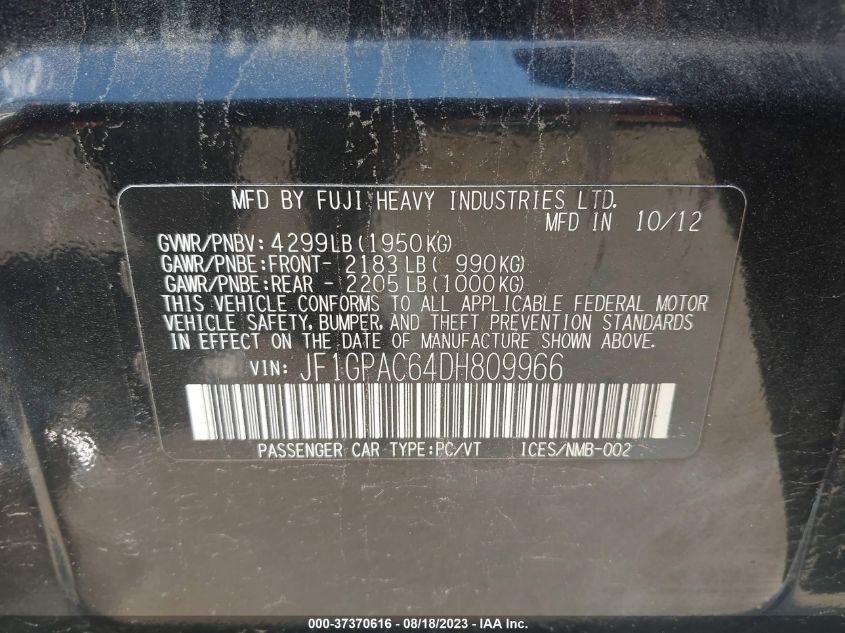 MFD BY FUJI HEAVY INDUSTRIES LTD.
MFD IN 10/12
GVWR/PNBV: 4299LB (1950KG)
GAWR/PNBE: FRONT- 2183 LB ( 990KG)
GAWR/PNBE: REAR - 2205 LB (1000KG)
THIS VEHICLE CONFORMS TO ALL APPLICABLE FEDERAL MOTOR
VEHICLE SAFETY, BUMPER, AND THEFT PREVENTION STANDARDS
IN EFFECT ON THE DATE OF MANUFACTURE SHOWN ABOVE.
VIN: JF1GPAC64DH809966
PASSENGER CAR TYPE:PC/VT ICES/NMB-002
000-37370616 - 08/18/2023 - IAA Inc.